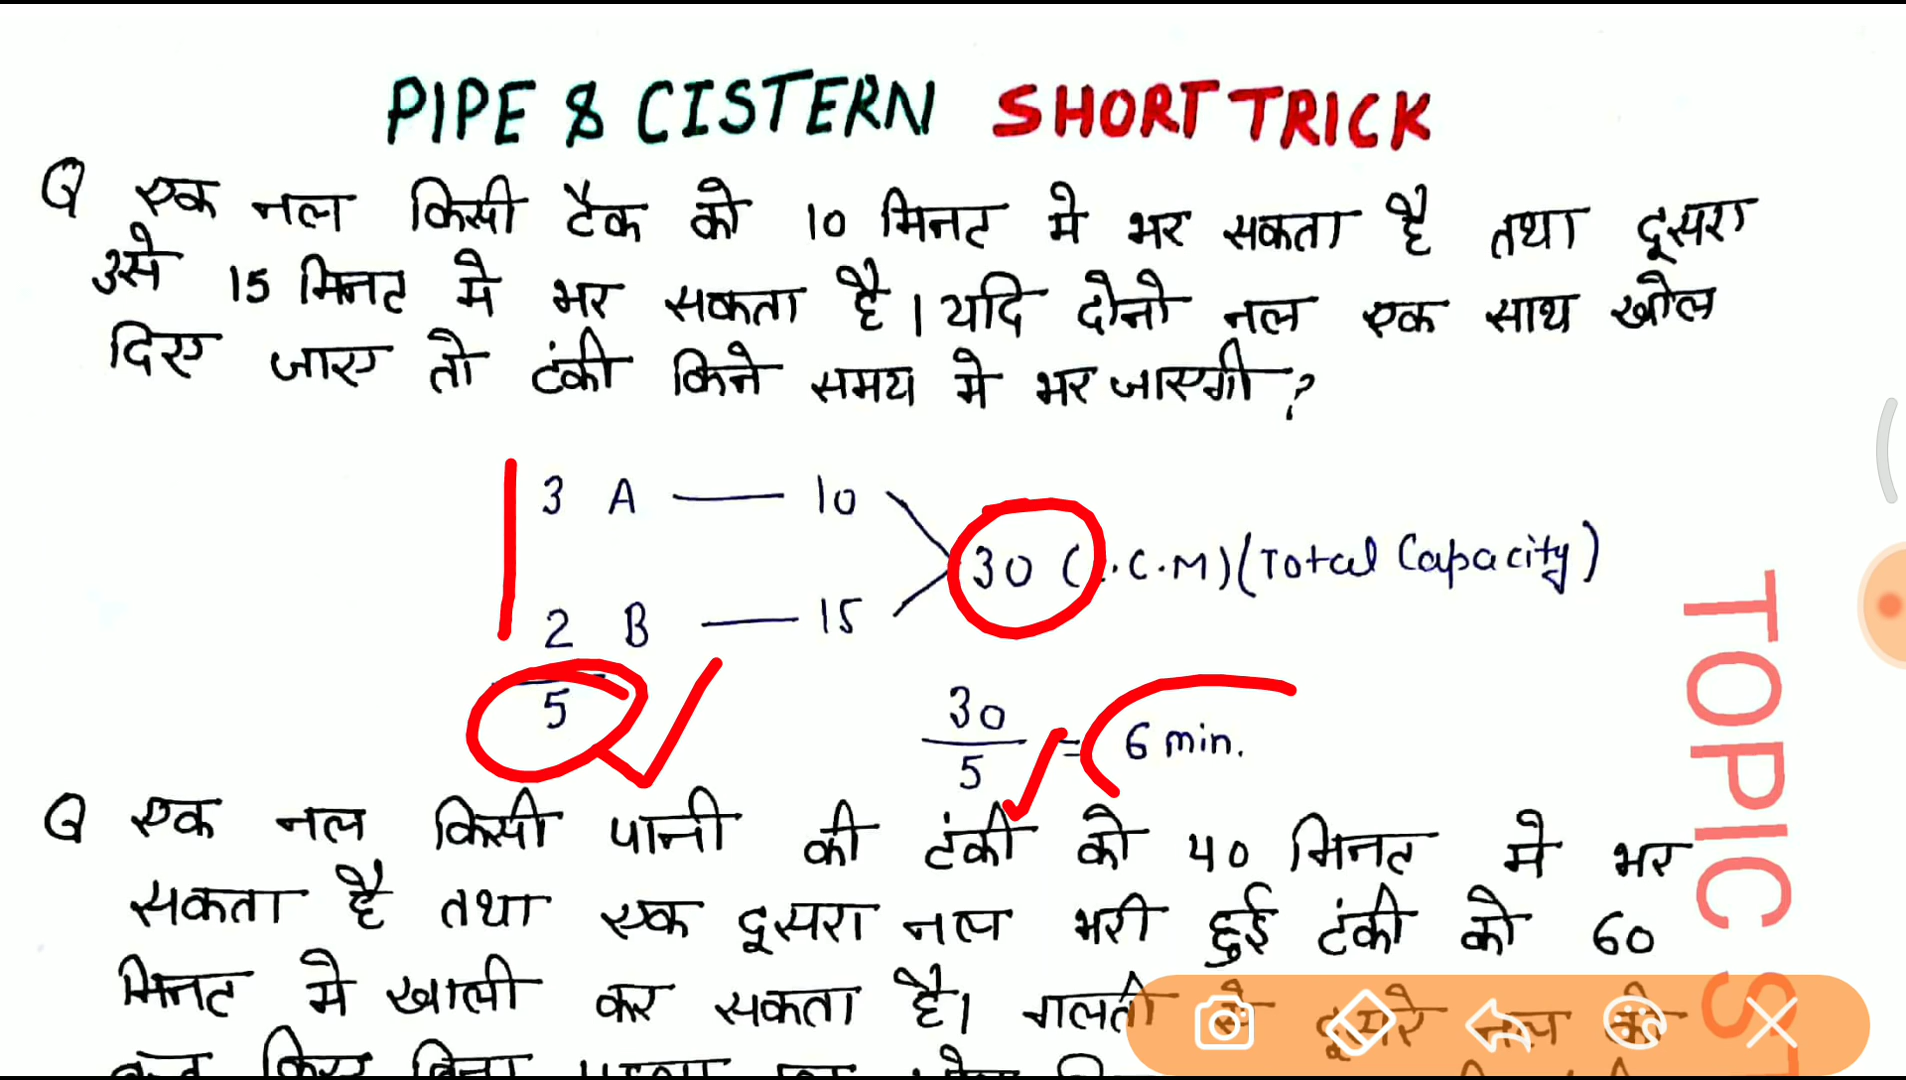 PIPE & CISTERN SHORT TRICK
Q एक नल किसी टैक को 10 मिनट मे भर सकता है तथा दूसरा
उसे 15 मिनट मे भर सकता है। यदि दोनो नल एक साथ खोल
दिए जाए तो टंकी किने समय मे भर जाएगी?
3 A — 10
30 ( .C.M)(Total Capacity)
2 B — 15
5
30
5
= 6 min.
Q एक नल किसी पानी की टंकी को 40 मिनट मे भर
सकता है तथा एक दूसरा नल भरी हुई टंकी को 60
मिनट मे खाली कर सकता है। गलती से दूसरे नल को
TOPIC